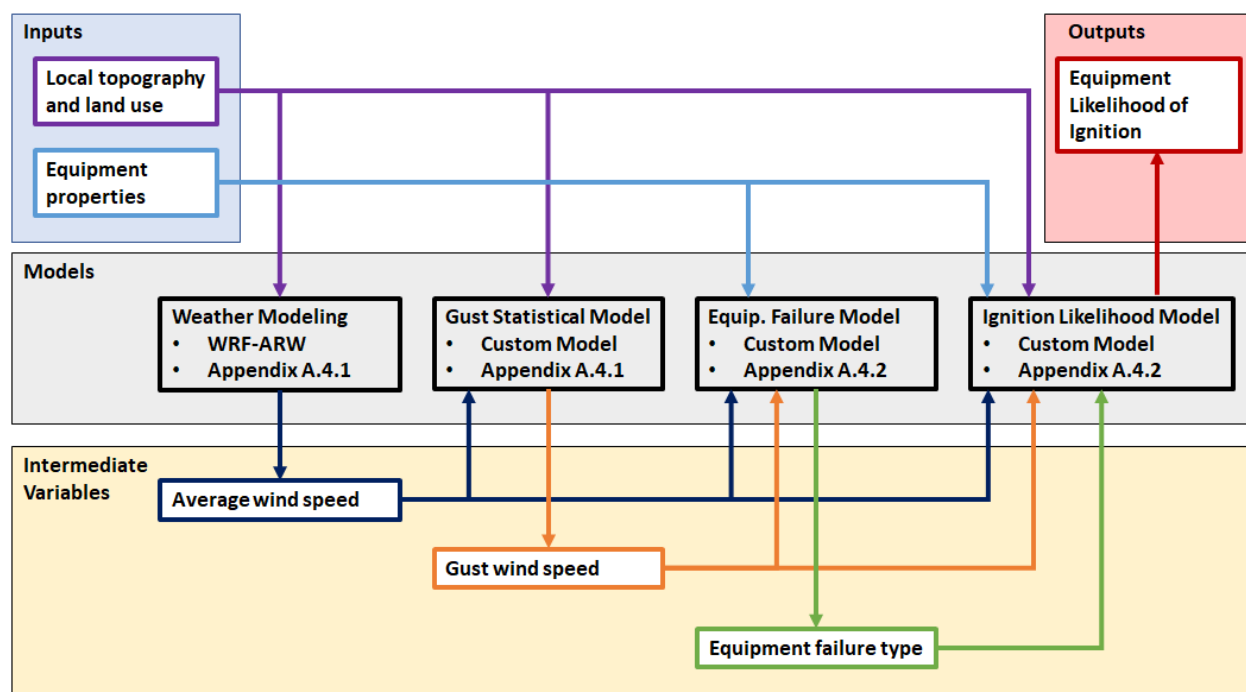 Inputs
Local topography
and land use
Equipment
properties
Outputs
Equipment
Likelihood of
Ignition
Models
Weather Modeling
• WRF-ARW
• Appendix A.4.1
Gust Statistical Model
• Custom Model
• Appendix A.4.1
Equip. Failure Model
• Custom Model
• Appendix A.4.2
Ignition Likelihood Model
• Custom Model
• Appendix A.4.2
Intermediate
Variables
Average wind speed
Gust wind speed
Equipment failure type